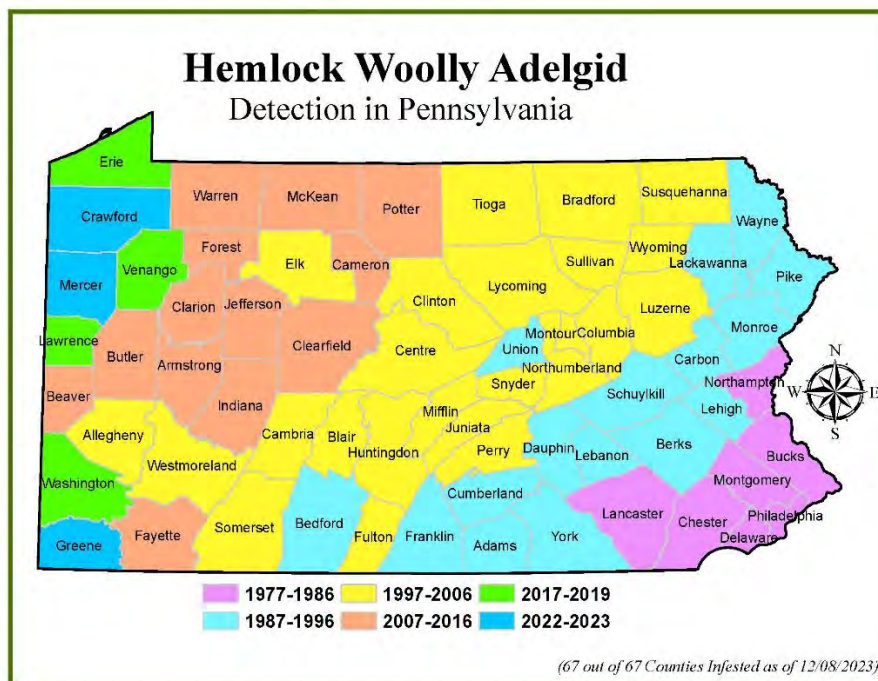 Hemlock Woolly Adelgid
Detection in Pennsylvania
Erie
Crawford
Warren
McKean
Potter
Tioga
Bradford
Susquehanna
Wayne
Mercer
Venango
Forest
Elk
Cameron
Clinton
Lycoming
Sullivan
Wyoming
Lackawanna
Pike
Lawrence
Butler
Clarion
Jefferson
Clearfield
Centre
Union
Montour
Columbia
Luzerne
Monroe
Carbon
Northampton
Beaver
Armstrong
Indiana
Snyder
Northumberland
Schuylkill
Lehigh
N
W
E
S
Allegheny
Westmoreland
Cambria
Blair
Huntingdon
Mifflin
Juniata
Perry
Dauphin
Lebanon
Berks
Bucks
Montgomery
Washington
Greene
Fayette
Somerset
Bedford
Fulton
Franklin
Cumberland
Adams
York
Lancaster
Chester
Philadelphia
Delaware
1977-1986 1997-2006 2017-2019
1987-1996 2007-2016 2022-2023
(67 out of 67 Counties Infested as of 12/08/2023)